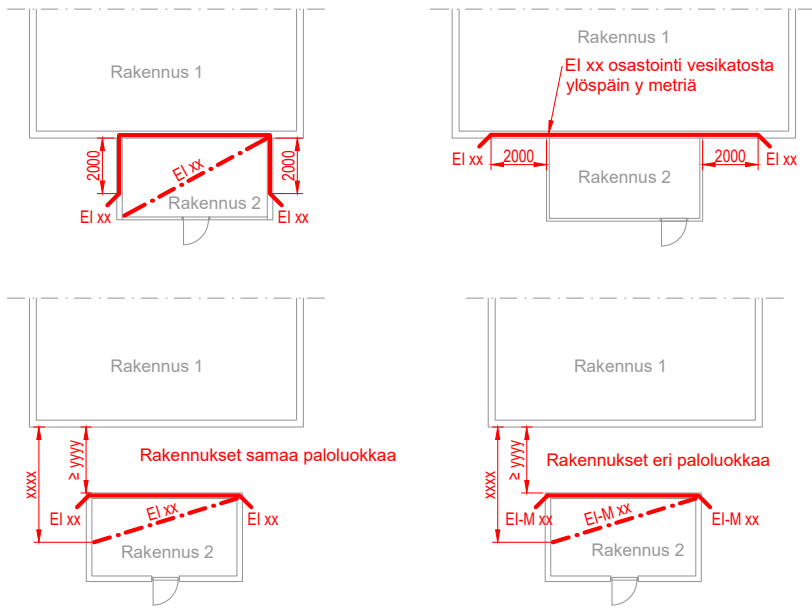 Rakennus 1
2000
EI xx
2000
Rakennus 2
EI xx
EI xx
Rakennus 1
EI xx osastointi vesikatosta
ylöspäin y metriä
EI xx
2000
2000
EI xx
Rakennus 2
Rakennus 1
xxxx
≥ yyyy
Rakennukset samaa paloluokkaa
EI xx
EI xx
EI xx
Rakennus 2
Rakennus 1
xxxx
≥ yyyy
Rakennukset eri paloluokkaa
EI-M xx
EI-M xx
EI-M xx
Rakennus 2